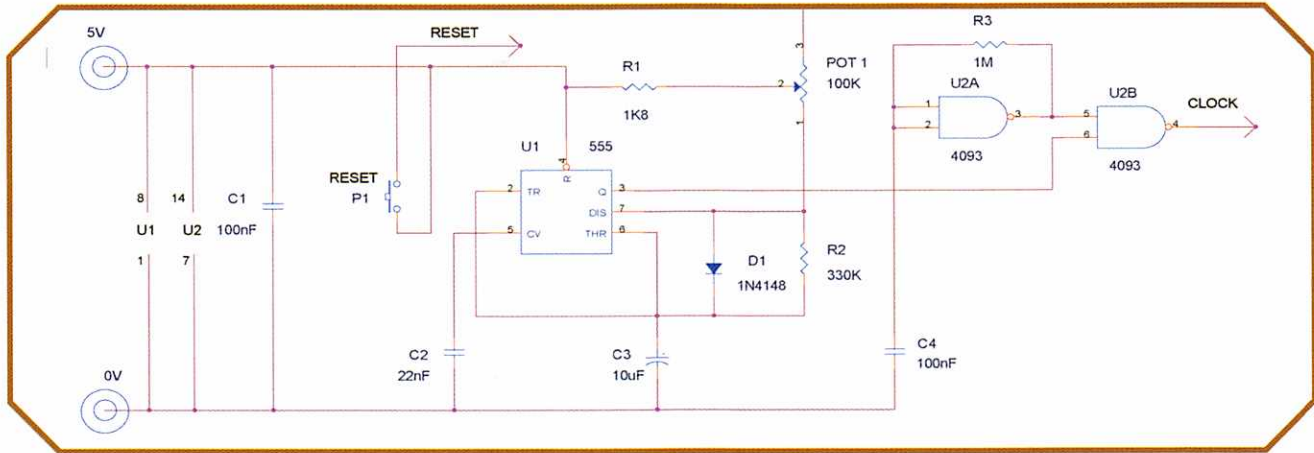 5V
RESET
R3
1M
3
POT 1
100K
2
1
R1
1K8
U2A
1
2
3
4093
U2B
5
6
4
4093
CLOCK
U1
555
4
R
2
TR
Q
3
DIS
7
5
CV
THR
6
RESET
P1
8
14
C1
100nF
U1
U2
1
7
D1
1N4148
R2
330K
C2
22nF
C3
10uF
C4
100nF
0V